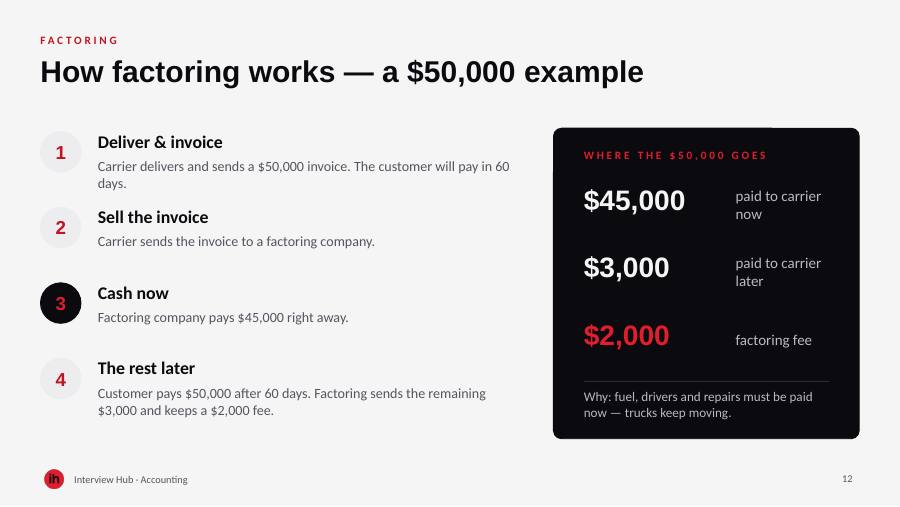 FACTORING
How factoring works — a $50,000 example
1
Deliver & invoice
Carrier delivers and sends a $50,000 invoice. The customer will pay in 60
days.
2
Sell the invoice
Carrier sends the invoice to a factoring company.
3
Cash now
Factoring company pays $45,000 right away.
4
The rest later
Customer pays $50,000 after 60 days. Factoring sends the remaining
$3,000 and keeps a $2,000 fee.
WHERE THE $50,000 GOES
$45,000
paid to carrier
now
$3,000
paid to carrier
later
$2,000
factoring fee
Why: fuel, drivers and repairs must be paid
now — trucks keep moving.
ih
Interview Hub · Accounting
12